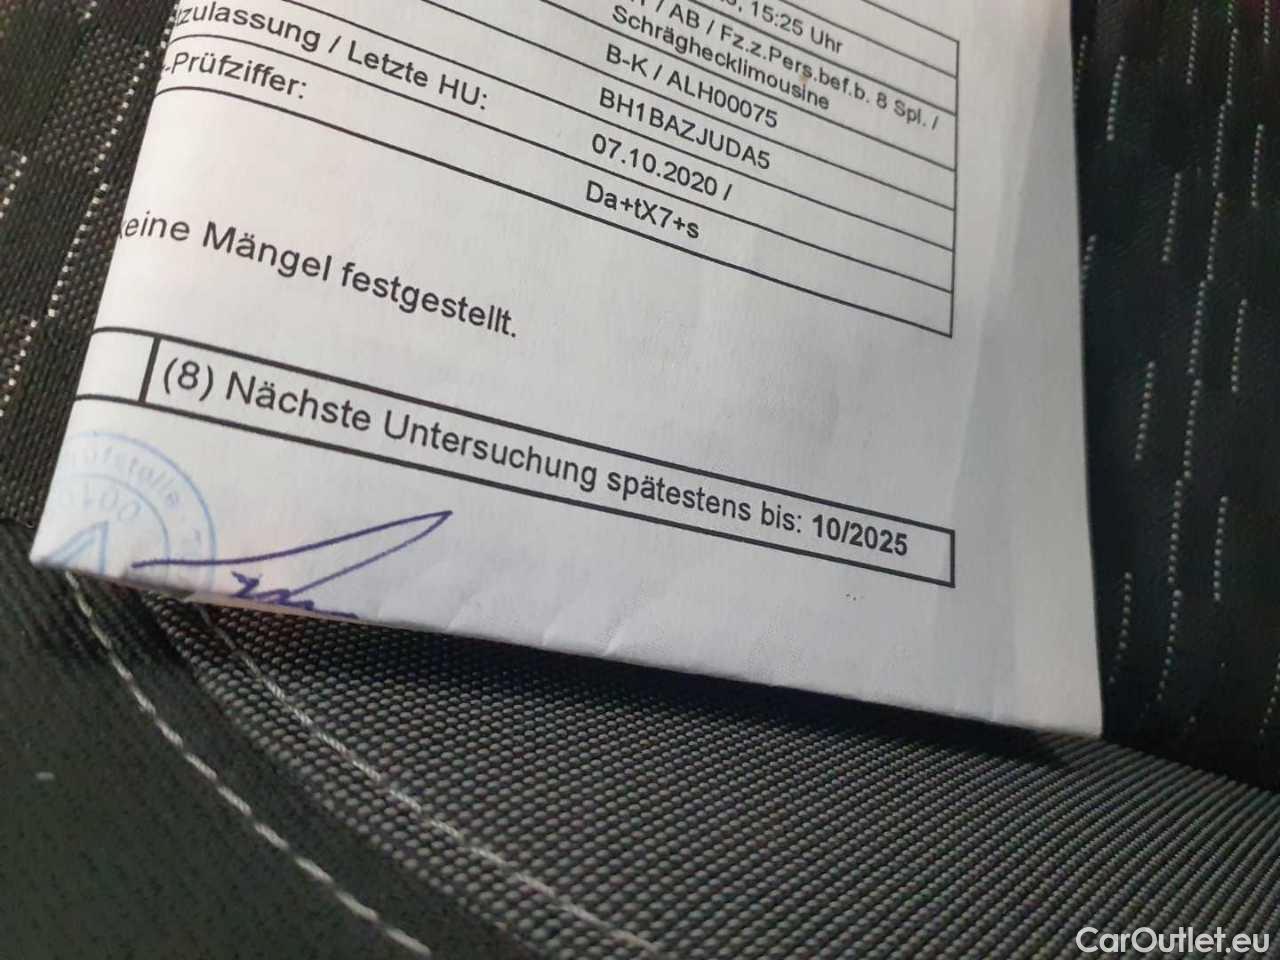 15:25 Uhr
/ AB / Fz.z.Pers.bef.b. 8 Spl. /
Schräghecklimousine
B-K / ALH00075
BH1BAZJUDA5
zulassung / Letzte HU: 07.10.2020 /
.Prüfziffer: Da+tX7+s
keine Mängel festgestellt.
(8) Nächste Untersuchung spätestens bis: 10/2025
CarOutlet.eu